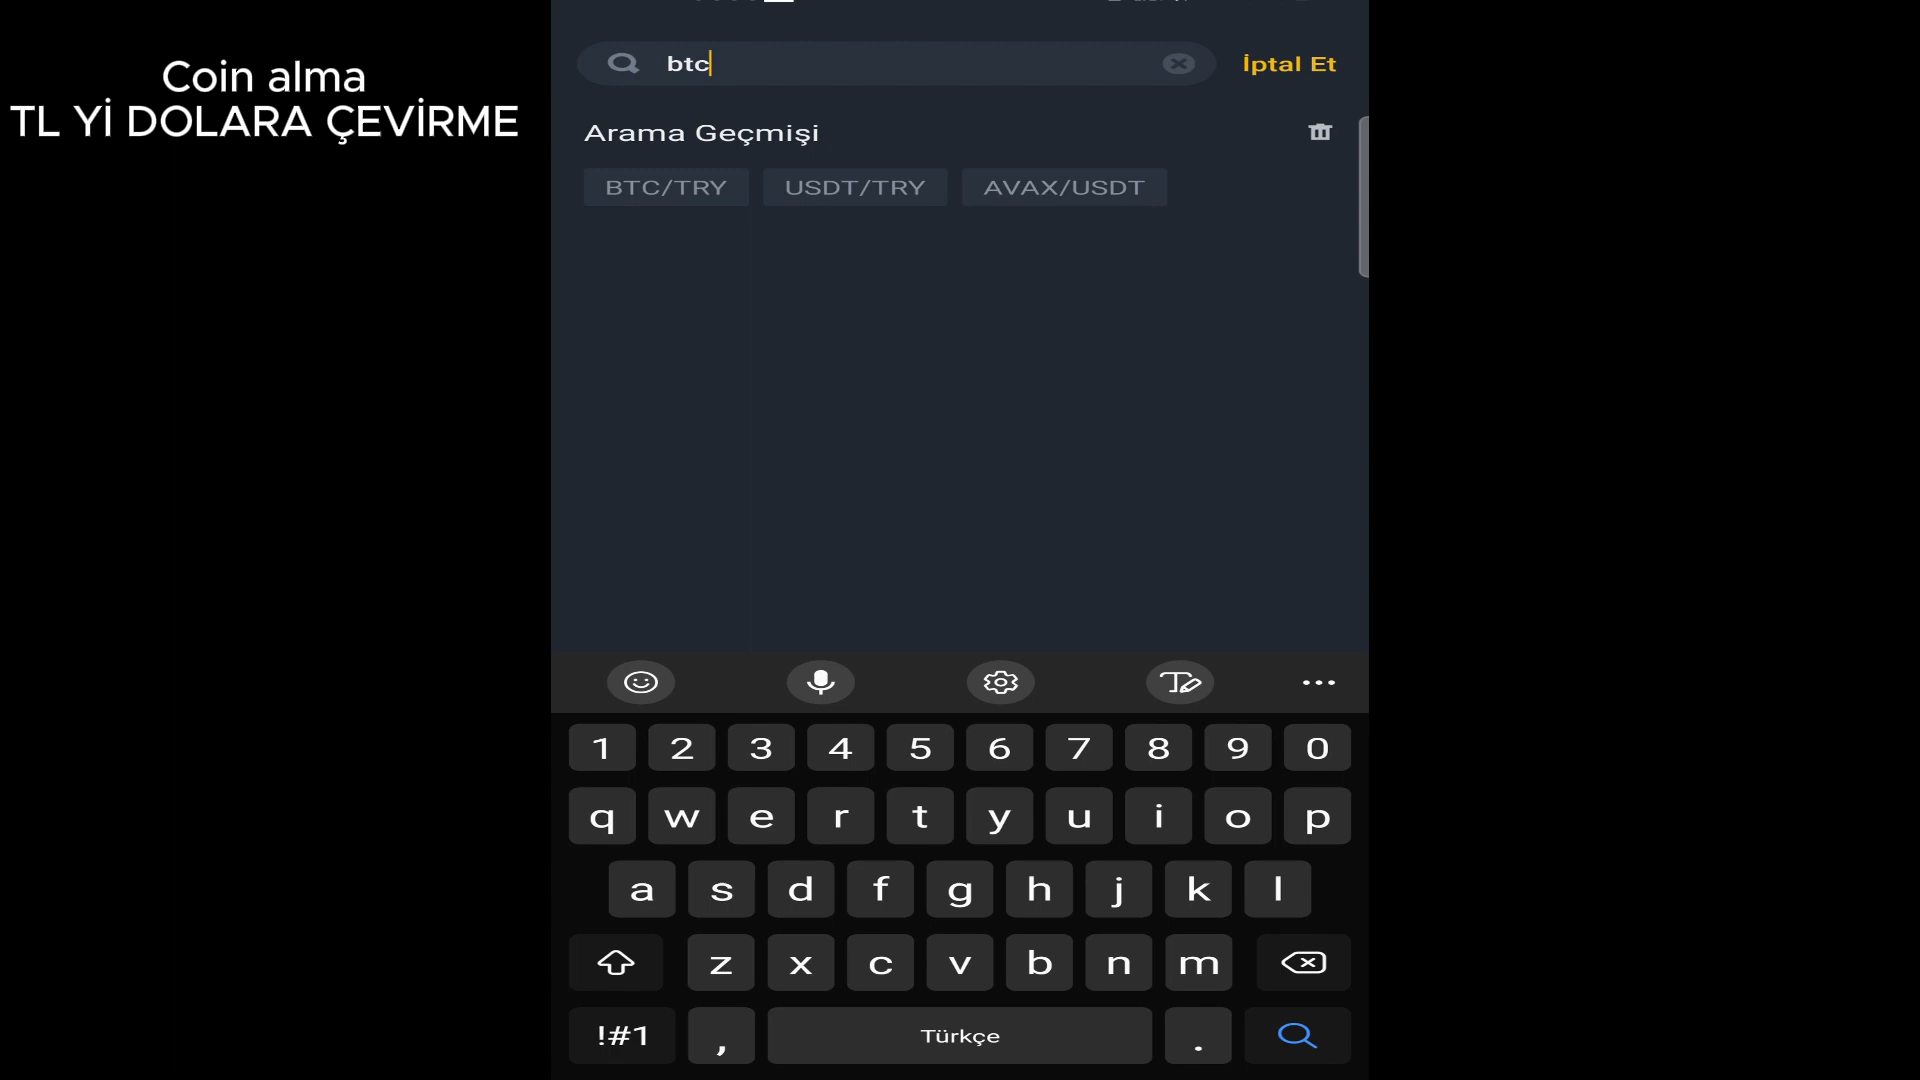 Coin alma
TL Yİ DOLARA ÇEVİRME
btc
İptal Et
Arama Geçmişi
BTC/TRY USDT/TRY AVAX/USDT
1 2 3 4 5 6 7 8 9 0
q w e r t y u i o p
a s d f g h j k l
z x c v b n m
!#1 , Türkçe .